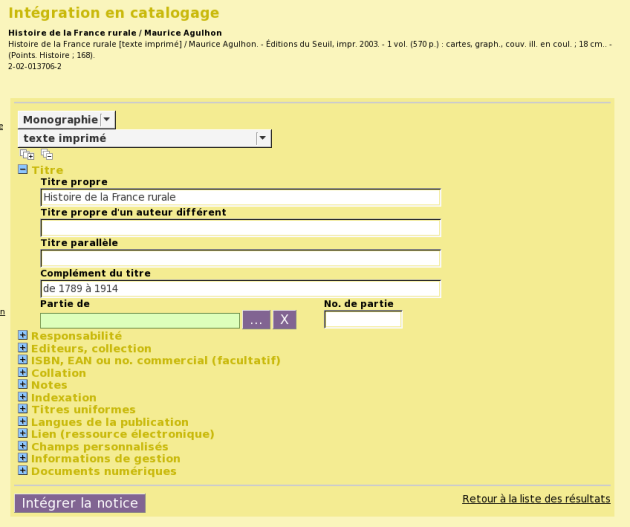 Intégration en catalogage
Histoire de la France rurale / Maurice Agulhon
Histoire de la France rurale [texte imprimé] / Maurice Agulhon. - Éditions du Seuil, impr. 2003. - 1 vol. (570 p.) : cartes, graph., couv. ill. en coul. ; 18 cm.. -
(Points. Histoire ; 168).
2-02-013706-2
Monographie
texte imprimé
Titre
Titre propre
Histoire de la France rurale
Titre propre d'un auteur différent
Titre parallèle
Complément du titre
de 1789 à 1914
Partie de No. de partie
... X
Responsabilité
Editeurs, collection
ISBN, EAN ou no. commercial (facultatif)
Collation
Notes
Indexation
Titres uniformes
Langues de la publication
Lien (ressource électronique)
Champs personnalisés
Informations de gestion
Documents numériques
Intégrer la notice Retour à la liste des résultats